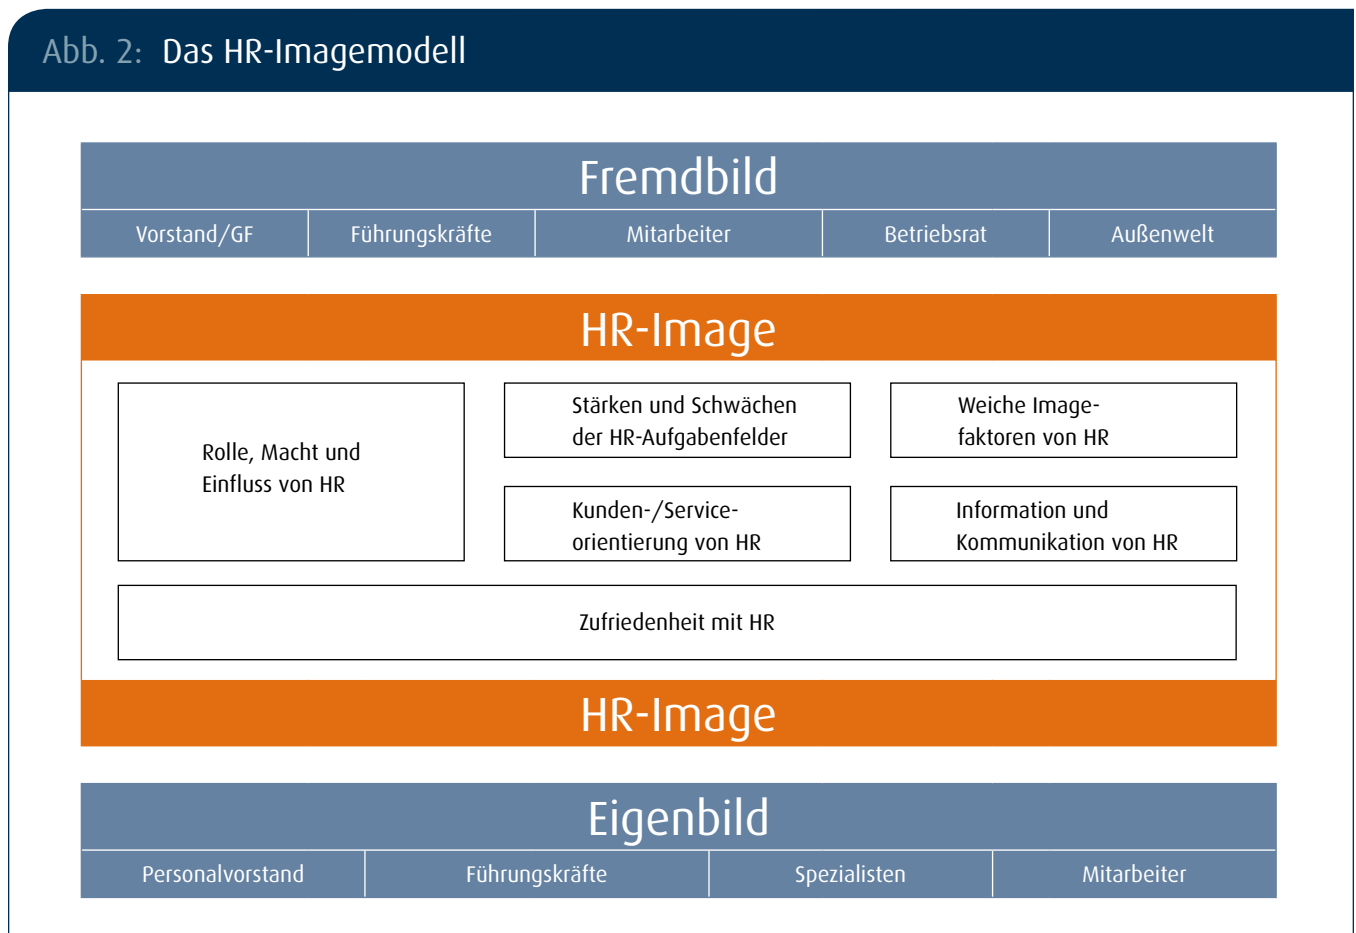 Abb. 2: Das HR-Imagemodell
Fremdbild
Vorstand/GF
Führungskräfte
Mitarbeiter
Betriebsrat
Außenwelt
HR-Image
Rolle, Macht und
Einfluss von HR
Stärken und Schwächen
der HR-Aufgabenfelder
Weiche Image-
faktoren von HR
Kunden-/Service-
orientierung von HR
Information und
Kommunikation von HR
Zufriedenheit mit HR
HR-Image
Eigenbild
Personalvorstand
Führungskräfte
Spezialisten
Mitarbeiter